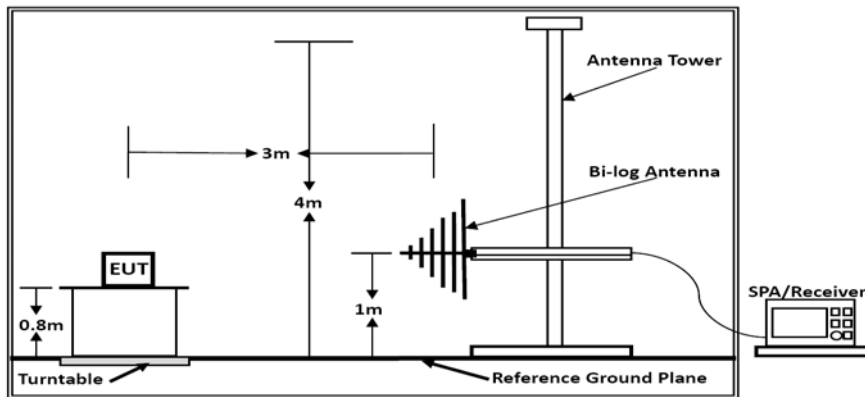 Antenna Tower
3m
Bi-log Antenna
4m
EUT
1m
SPA/Receiver
0.8m
Turntable
Reference Ground Plane